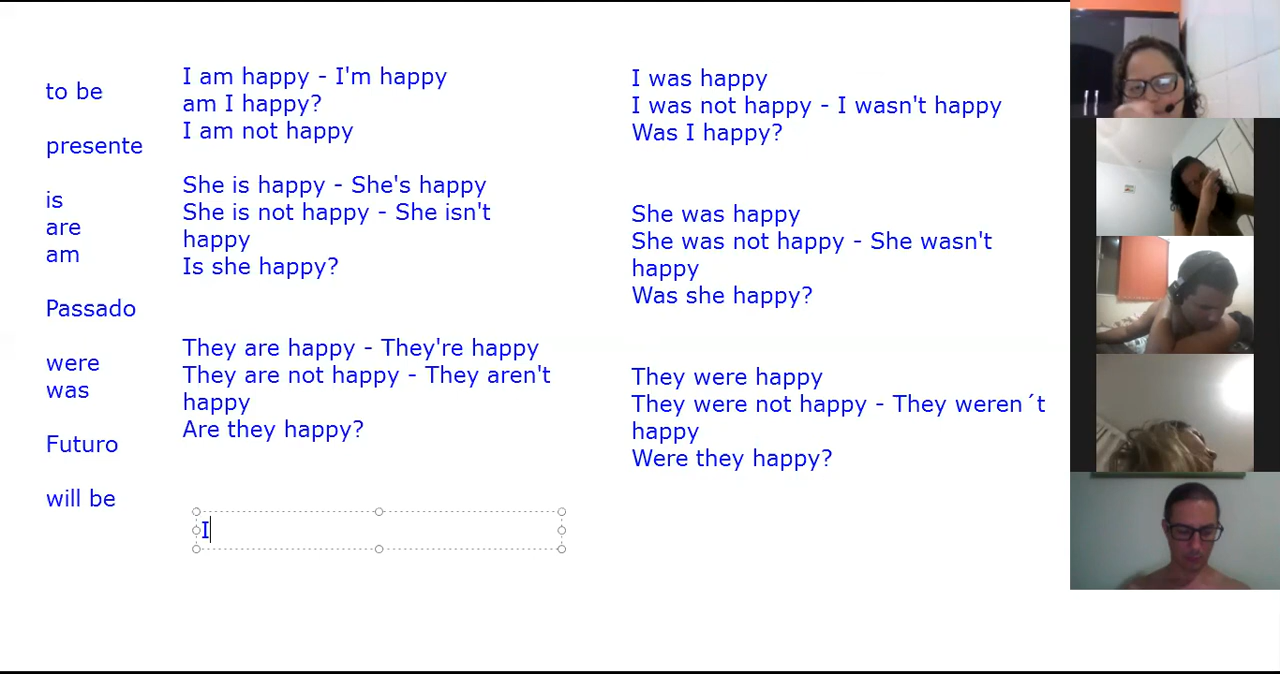 to be
presente
is
are
am
Passado
were
was
Futuro
will be
I am happy - I'm happy
am I happy?
I am not happy
She is happy - She's happy
She is not happy - She isn't
happy
Is she happy?
They are happy - They're happy
They are not happy - They aren't
happy
Are they happy?
I
I was happy
I was not happy - I wasn't happy
Was I happy?
She was happy
She was not happy - She wasn't
happy
Was she happy?
They were happy
They were not happy - They weren´t
happy
Were they happy?